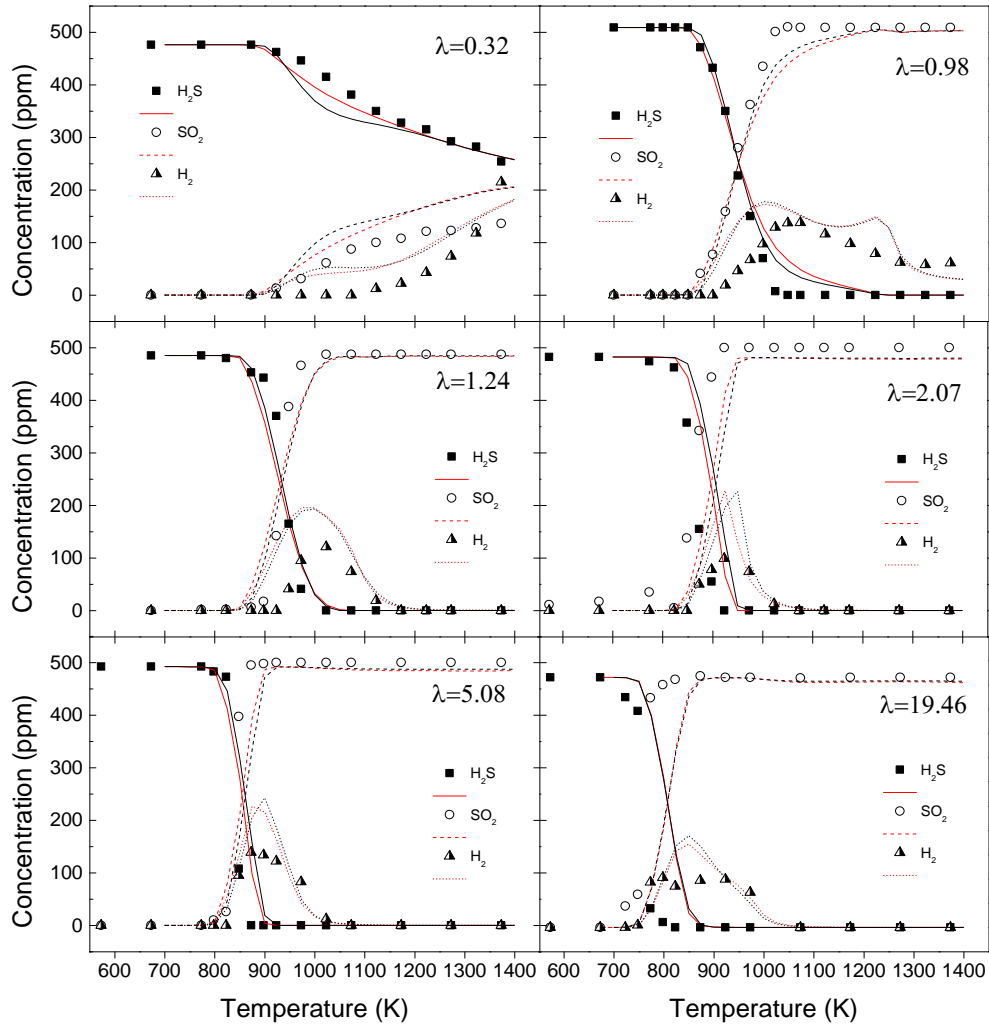 500
400
300
200
100
0
Concentration (ppm)
λ=0.32
H₂S
SO₂
H₂
λ=0.98
H₂S
SO₂
H₂
500
400
300
200
100
0
Concentration (ppm)
λ=1.24
H₂S
SO₂
H₂
λ=2.07
H₂S
SO₂
H₂
500
400
300
200
100
0
Concentration (ppm)
λ=5.08
H₂S
SO₂
H₂
λ=19.46
H₂S
SO₂
H₂
600 700 800 900 1000 1100 1200 1300 1400
600 700 800 900 1000 1100 1200 1300 1400
Temperature (K)
Temperature (K)